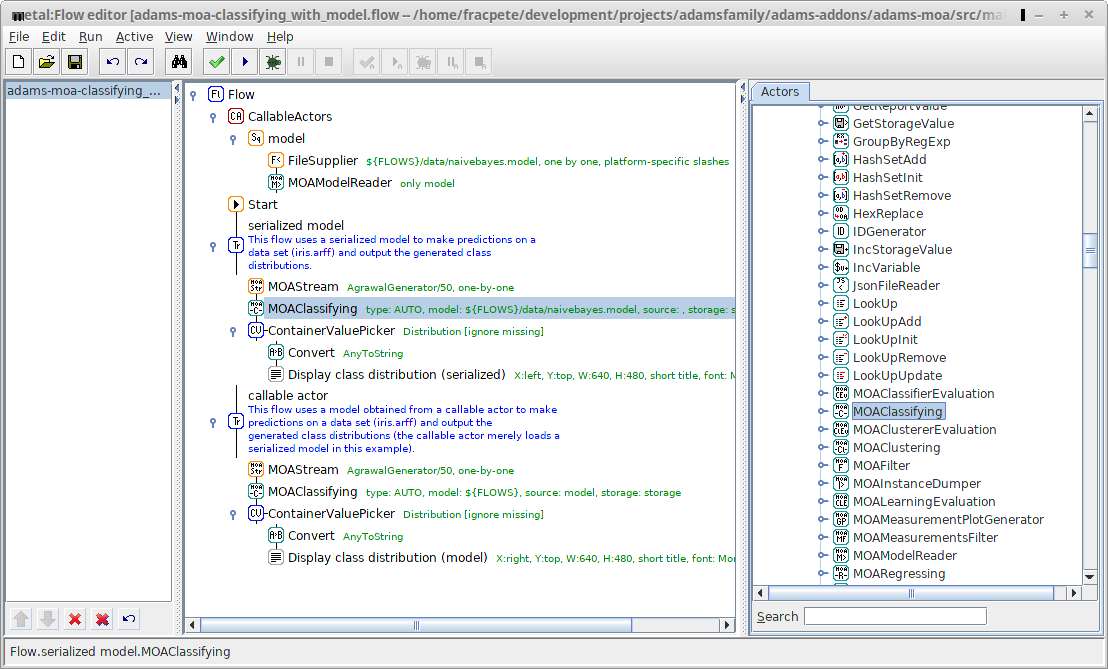 metal:Flow editor [adams-moa-classifying_with_model.flow -- /home/fracpete/development/projects/adamsfamily/adams-addons/adams-moa/src/mai
File Edit Run Active View Window Help
adams-moa-classifying_...
Flow
CallableActors
model
FileSupplier ${FLOWS}/data/naivebayes.model, one by one, platform-specific slashes
MOAModelReader only model
Start
serialized model
This flow uses a serialized model to make predictions on a
data set (iris.arff) and output the generated class
distributions.
MOAStream AgrawalGenerator/50, one-by-one
MOAClassifying type: AUTO, model: ${FLOWS}/data/naivebayes.model, source: , storage: s
ContainerValuePicker Distribution [ignore missing]
Convert AnyToString
Display class distribution (serialized) X:left, Y:top, W:640, H:480, short title, font: Mo
callable actor
This flow uses a model obtained from a callable actor to make
predictions on a data set (iris.arff) and output the
generated class distributions (the callable actor merely loads a
serialized model in this example).
MOAStream AgrawalGenerator/50, one-by-one
MOAClassifying type: AUTO, model: ${FLOWS}, source: model, storage: storage
ContainerValuePicker Distribution [ignore missing]
Convert AnyToString
Display class distribution (model) X:right, Y:top, W:640, H:480, short title, font: Mor
Actors
GetReportValue
GetStorageValue
GroupByRegExp
HashSetAdd
HashSetInit
HashSetRemove
HexReplace
IDGenerator
IncStorageValue
IncVariable
JsonFileReader
LookUp
LookUpAdd
LookUpInit
LookUpRemove
LookUpUpdate
MOAClassifierEvaluation
MOAClassifying
MOAClustererEvaluation
MOAClustering
MOAFilter
MOAInstanceDumper
MOALearningEvaluation
MOAMeasurementPlotGenerator
MOAMeasurementsFilter
MOAModelReader
MOARegressing
Search
Flow.serialized model.MOAClassifying